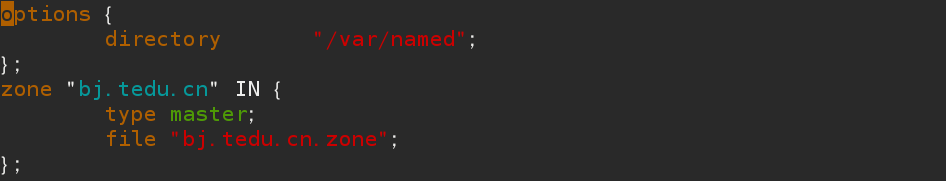 options {
        directory       "/var/named";
};
zone "bj.tedu.cn" IN {
        type master;
        file "bj.tedu.cn.zone";
};